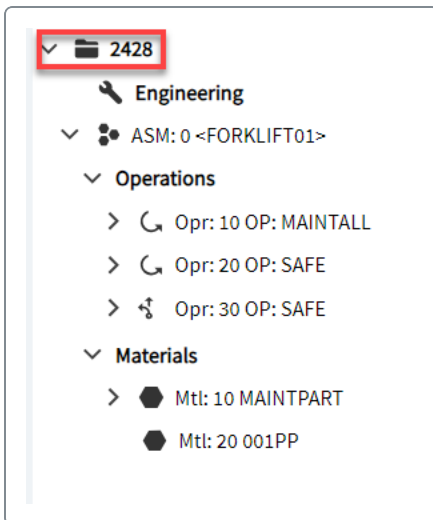 2428
Engineering
ASM: 0 <FORKLIFT01>
Operations
Opr: 10 OP: MAINTALL
Opr: 20 OP: SAFE
Opr: 30 OP: SAFE
Materials
Mtl: 10 MAINTPART
Mtl: 20 001PP